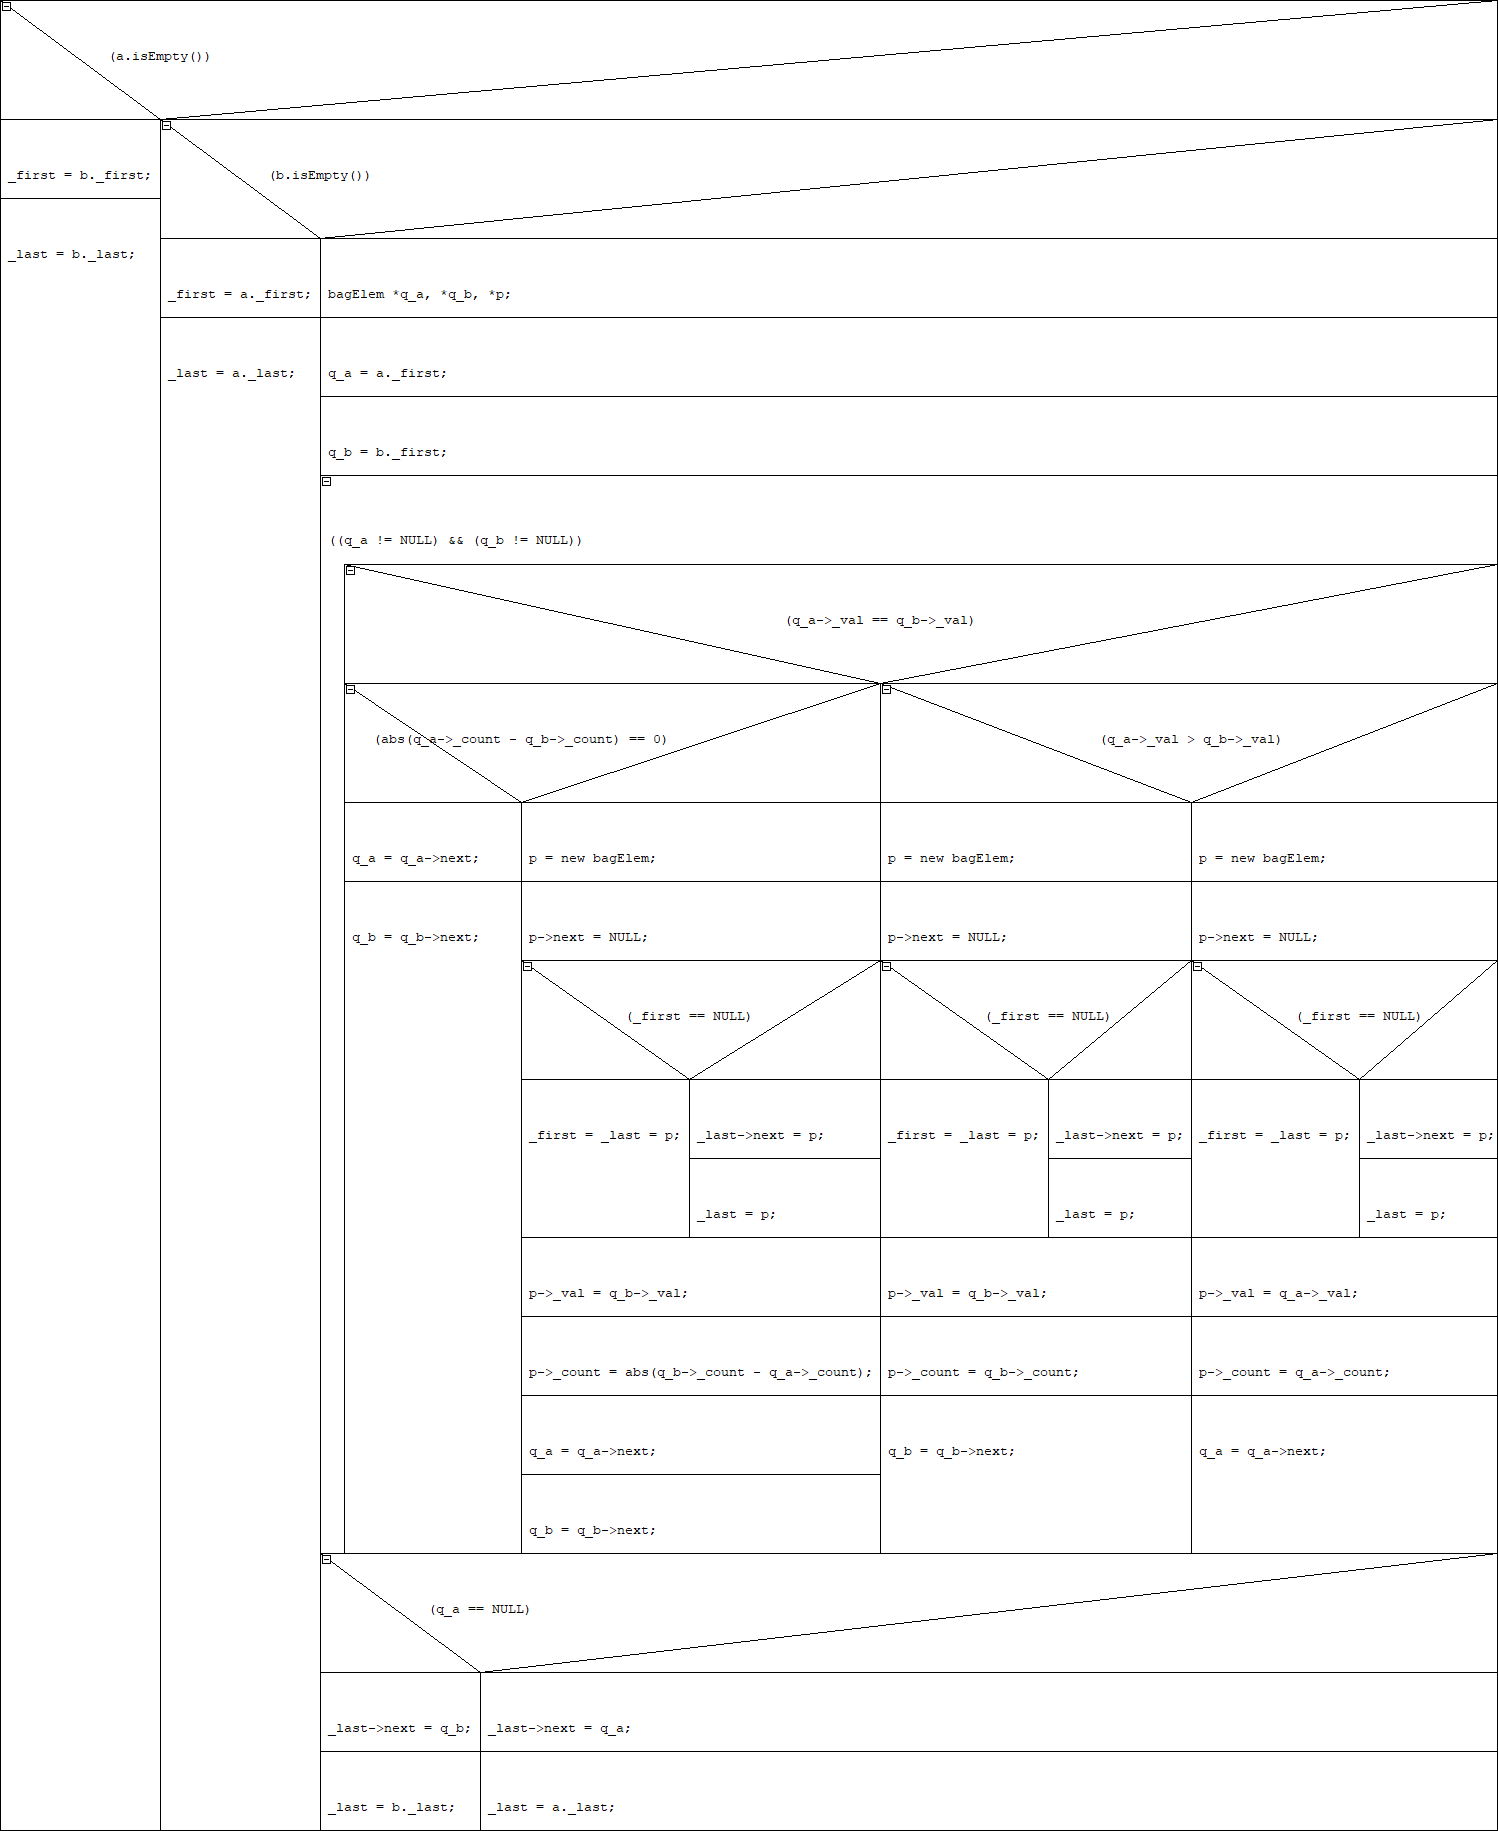 (a.isEmpty())
_first = b._first;
_last = b._last;
(b.isEmpty())
_first = a._first;
_last = a._last;
bagElem *q_a, *q_b, *p;
q_a = a._first;
q_b = b._first;
((q_a != NULL) && (q_b != NULL))
(q_a->_val == q_b->_val)
(abs(q_a->_count - q_b->_count) == 0)
q_a = q_a->next;
q_b = q_b->next;
p = new bagElem;
p->next = NULL;
(_first == NULL)
_first = _last = p;
_last->next = p;
_last = p;
p->_val = q_b->_val;
p->_count = abs(q_b->_count - q_a->_count);
q_a = q_a->next;
q_b = q_b->next;
(q_a->_val > q_b->_val)
p = new bagElem;
p->next = NULL;
(_first == NULL)
_first = _last = p;
_last->next = p;
_last = p;
p->_val = q_b->_val;
p->_count = q_b->_count;
q_b = q_b->next;
p = new bagElem;
p->next = NULL;
(_first == NULL)
_first = _last = p;
_last->next = p;
_last = p;
p->_val = q_a->_val;
p->_count = q_a->_count;
q_a = q_a->next;
(q_a == NULL)
_last->next = q_b;
_last = b._last;
_last->next = q_a;
_last = a._last;